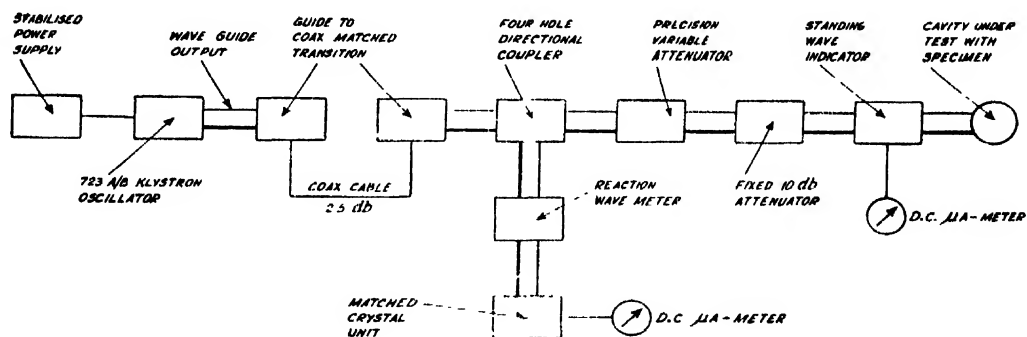 STABILISED
POWER
SUPPLY
WAVE GUIDE
OUTPUT
GUIDE TO
COAX MATCHED
TRANSITION
FOUR HOLE
DIRECTIONAL
COUPLER
PRECISION
VARIABLE
ATTENUATOR
STANDING
WAVE
INDICATOR
CAVITY UNDER
TEST WITH
SPECIMEN
723 A/B KLYSTRON
OSCILLATOR
COAX CABLE
2.5 db
REACTION
WAVE METER
FIXED 10 db
ATTENUATOR
D.C. µA-METER
MATCHED
CRYSTAL
UNIT
D.C µA-METER